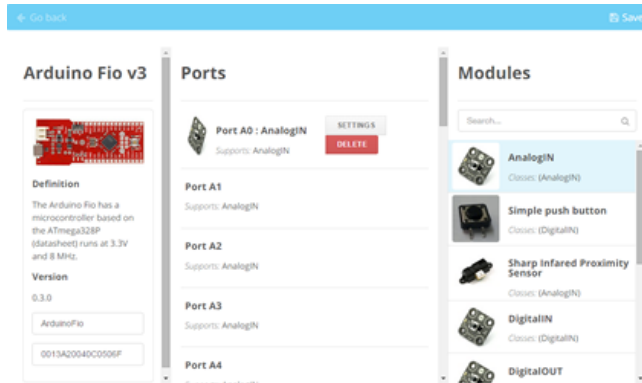 Go back
Save
Arduino Fio v3
Definition
The Arduino Fio has a
microcontroller based on
the ATmega328P
(datasheet) runs at 3.3V
and 8 MHz.
Version
0.3.0
ArduinoFio
0013A20040C0506F
Ports
Port A0 : AnalogIN
Supports: AnalogIN
SETTINGS
DELETE
Port A1
Supports: AnalogIN
Port A2
Supports: AnalogIN
Port A3
Supports: AnalogIN
Port A4
Modules
Search...
AnalogIN
Classes: (AnalogIN)
Simple push button
Classes: (DigitalIN)
Sharp Infared Proximity
Sensor
Classes: (AnalogIN)
DigitalIN
Classes: (DigitalIN)
DigitalOUT